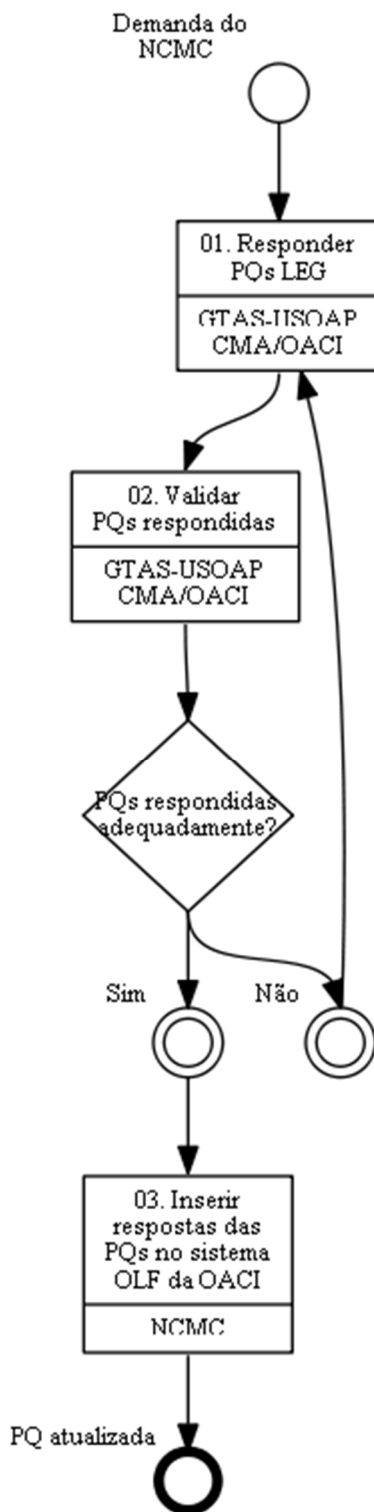 Demanda do
NCMC
01. Responder
PQs LEG
GTAS-USOAP
CMA/OACI
02. Validar
PQs respondidas
GTAS-USOAP
CMA/OACI
PQs respondidas
adequadamente?
Sim
Não
03. Inserir
respostas das
PQs no sistema
OLF da OACI
NCMC
PQ atualizada